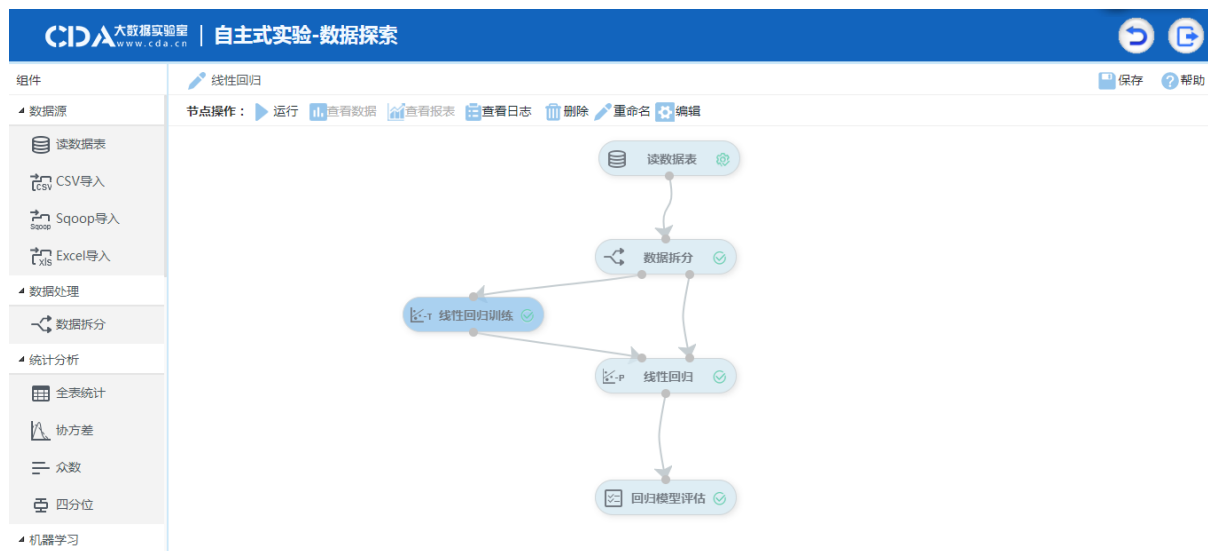 CDA 大数据实验室 | 自主式实验-数据探索
www.cda.cn
组件
线性回归
保存
帮助
数据源
节点操作: 运行 查看数据 查看报表 查看日志 删除 重命名 编辑
读数据表
CSV导入
Sqoop导入
Excel导入
数据处理
数据拆分
统计分析
全表统计
协方差
众数
四分位
机器学习
读数据表
数据拆分
-T 线性回归训练
-P 线性回归
回归模型评估